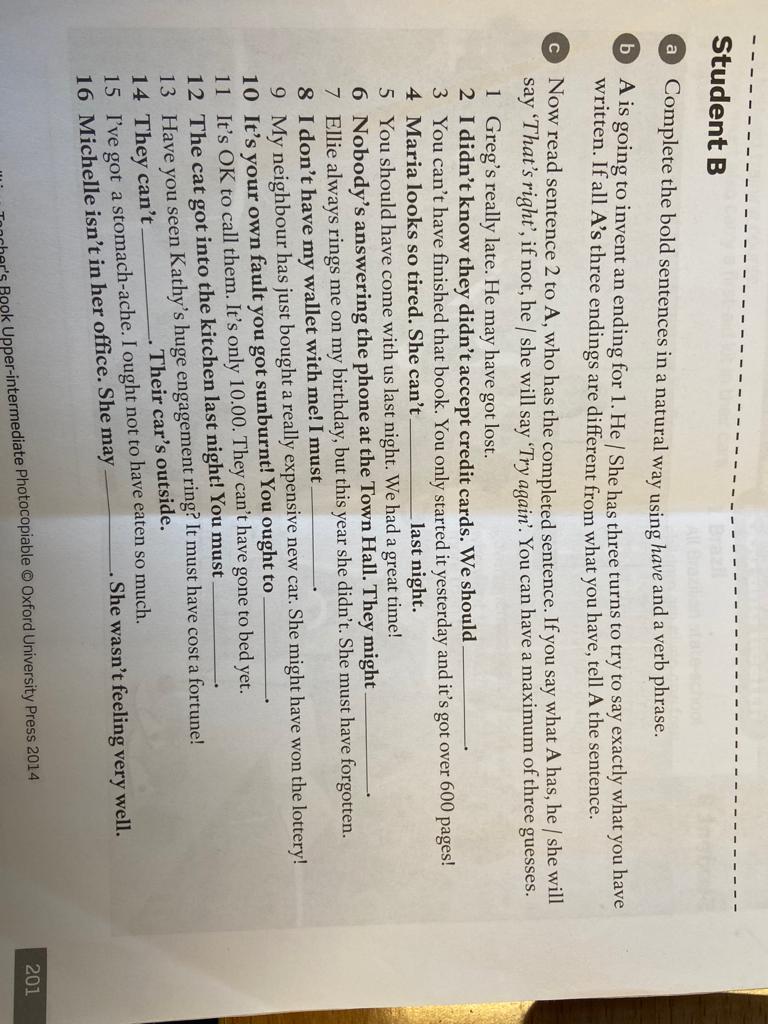 Student B
a Complete the bold sentences in a natural way using have and a verb phrase.
b A is going to invent an ending for 1. He / She has three turns to try to say exactly what you have
written. If all A's three endings are different from what you have, tell A the sentence.
c Now read sentence 2 to A, who has the completed sentence. If you say what A has, he / she will
say 'That's right', if not, he / she will say 'Try again'. You can have a maximum of three guesses.
1 Greg's really late. He may have got lost.
2 I didn't know they didn't accept credit cards. We should __________.
3 You can't have finished that book. You only started it yesterday and it's got over 600 pages!
4 Maria looks so tired. She can't __________ last night.
5 You should have come with us last night. We had a great time!
6 Nobody's answering the phone at the Town Hall. They might __________.
7 Ellie always rings me on my birthday, but this year she didn't. She must have forgotten.
8 I don't have my wallet with me! I must __________.
9 My neighbour has just bought a really expensive new car. She might have won the lottery!
10 It's your own fault you got sunburnt! You ought to __________.
11 It's OK to call them. It's only 10.00. They can't have gone to bed yet.
12 The cat got into the kitchen last night! You must __________.
13 Have you seen Kathy's huge engagement ring? It must have cost a fortune!
14 They can't __________. Their car's outside.
15 I've got a stomach-ache. I ought not to have eaten so much.
16 Michelle isn't in her office. She may __________. She wasn't feeling very well.
Teacher's Book Upper-intermediate Photocopiable © Oxford University Press 2014
201